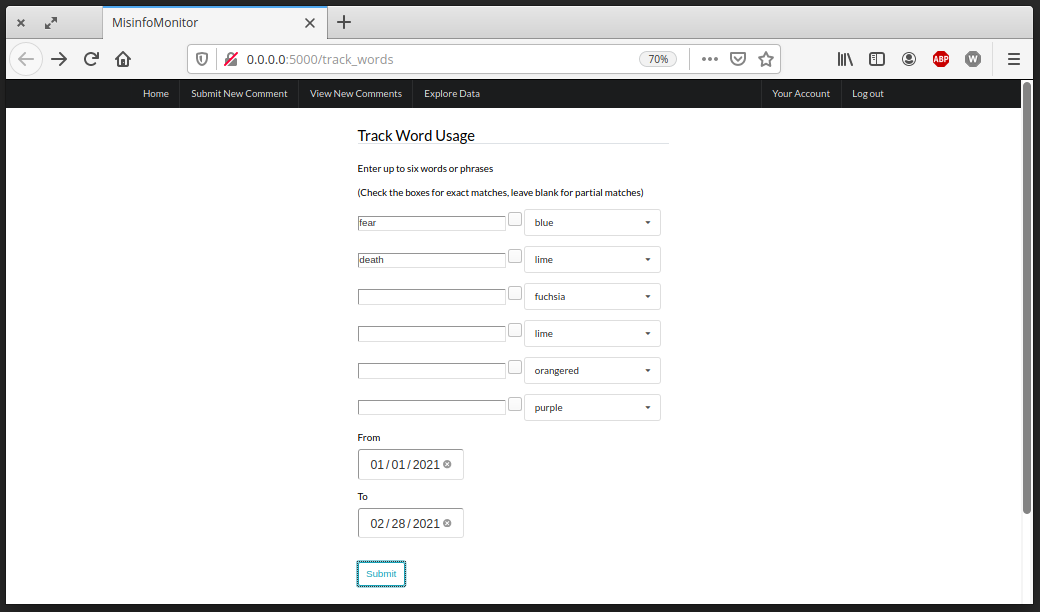 MisinfoMonitor
0.0.0.0:5000/track_words 70% ABP W
Home Submit New Comment View New Comments Explore Data Your Account Log out
Track Word Usage
Enter up to six words or phrases
(Check the boxes for exact matches, leave blank for partial matches)
fear blue
death lime
fuchsia
lime
orangered
purple
From
01/01/2021
To
02/28/2021
Submit